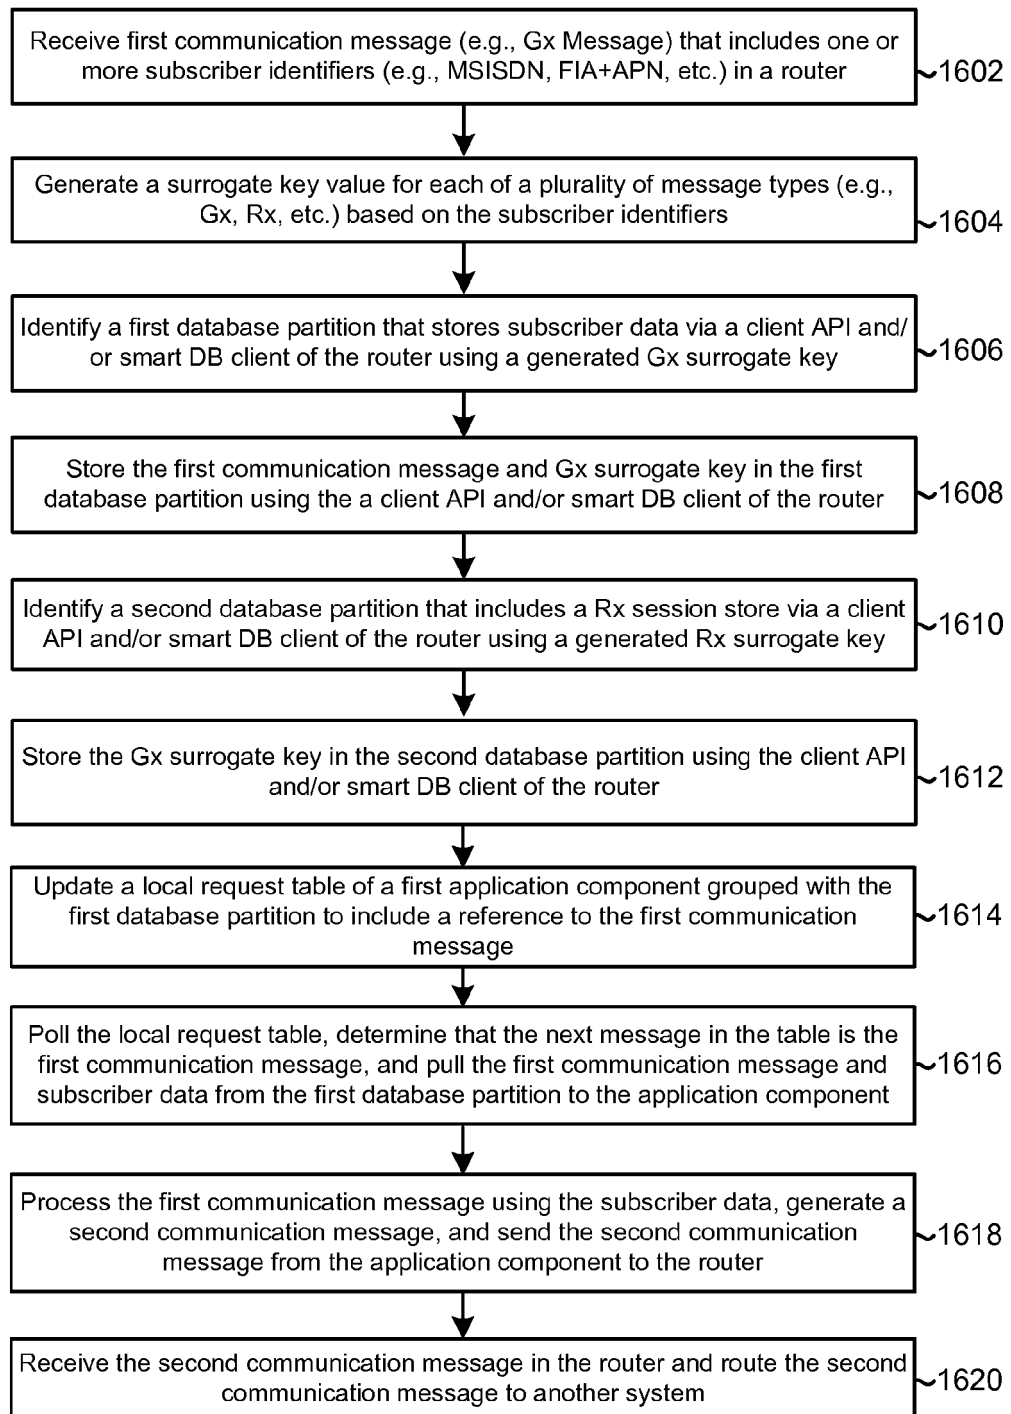 Receive first communication message (e.g., Gx Message) that includes one or
more subscriber identifiers (e.g., MSISDN, FIA+APN, etc.) in a router
1602
Generate a surrogate key value for each of a plurality of message types (e.g.,
Gx, Rx, etc.) based on the subscriber identifiers
1604
Identify a first database partition that stores subscriber data via a client API and/
or smart DB client of the router using a generated Gx surrogate key
1606
Store the first communication message and Gx surrogate key in the first
database partition using the a client API and/or smart DB client of the router
1608
Identify a second database partition that includes a Rx session store via a client
API and/or smart DB client of the router using a generated Rx surrogate key
1610
Store the Gx surrogate key in the second database partition using the client API
and/or smart DB client of the router
1612
Update a local request table of a first application component grouped with the
first database partition to include a reference to the first communication
message
1614
Poll the local request table, determine that the next message in the table is the
first communication message, and pull the first communication message and
subscriber data from the first database partition to the application component
1616
Process the first communication message using the subscriber data, generate a
second communication message, and send the second communication
message from the application component to the router
1618
Receive the second communication message in the router and route the second
communication message to another system
1620